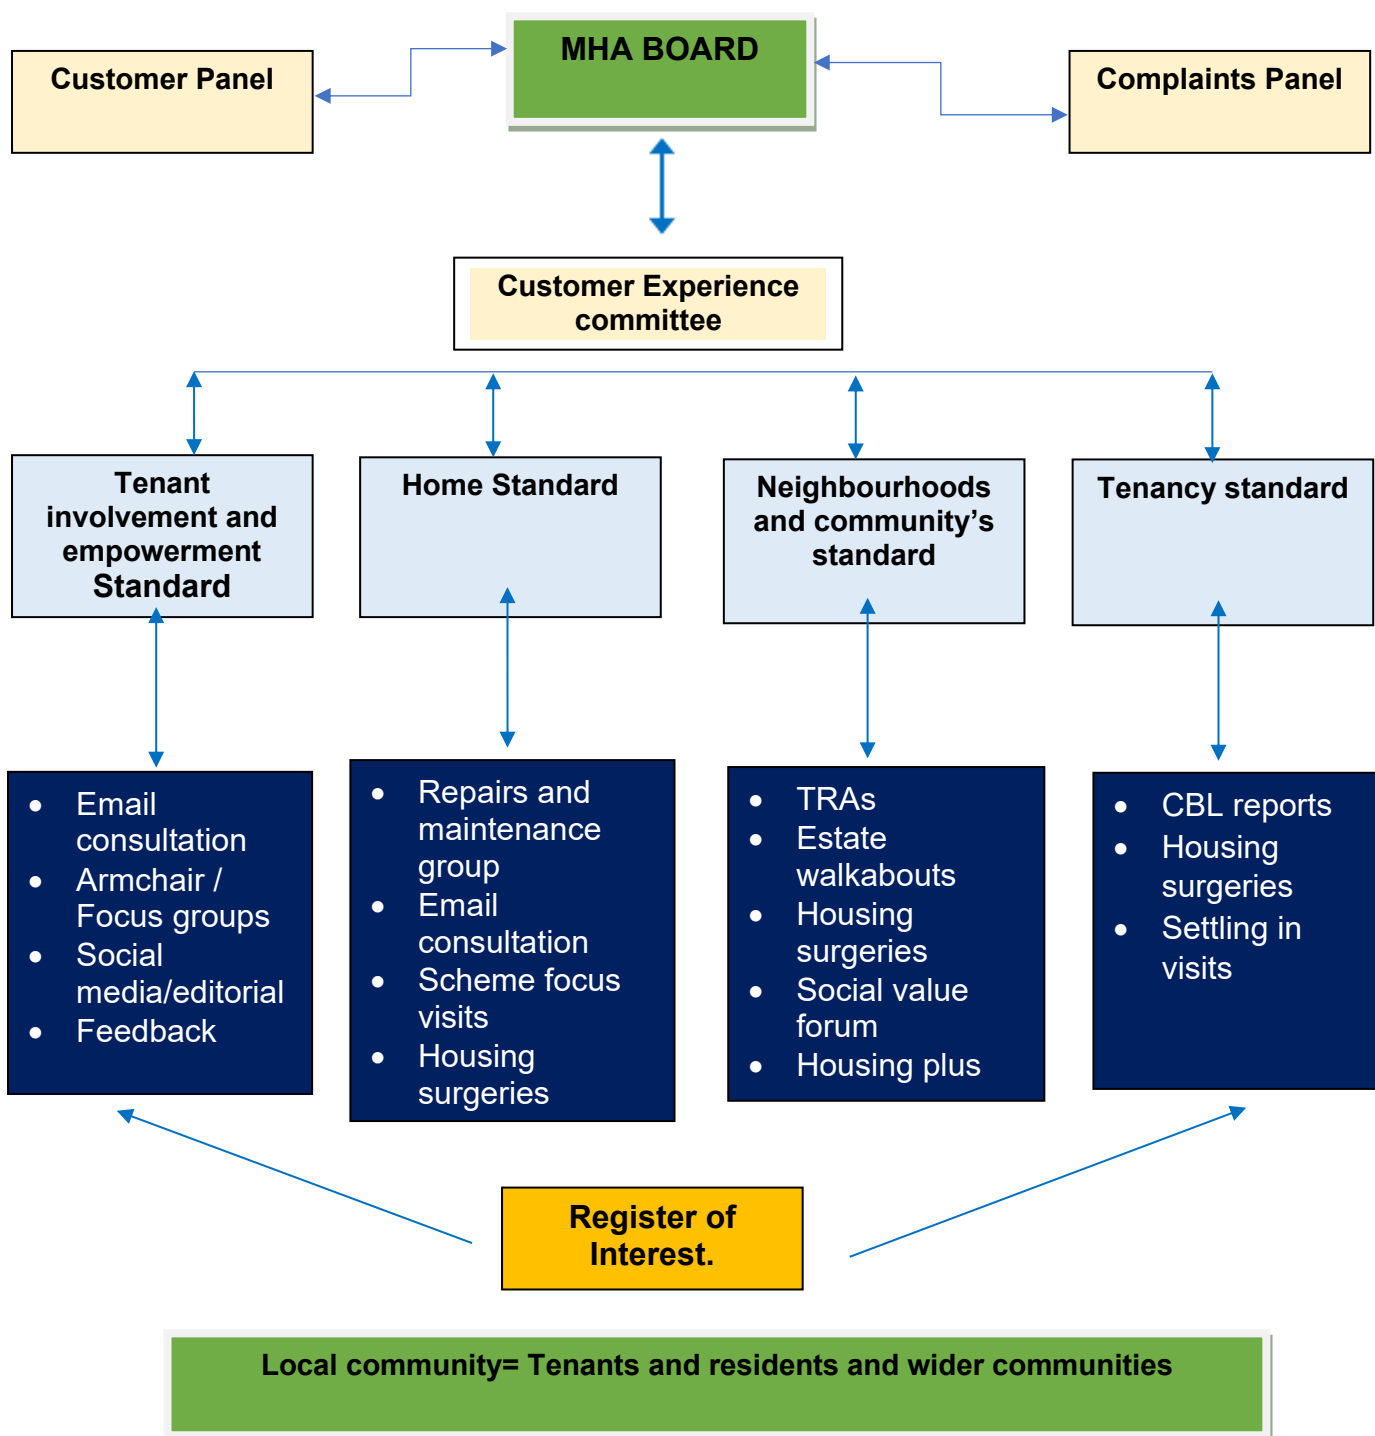 MHA BOARD
Customer Panel
Complaints Panel
Customer Experience
committee
Tenant
involvement and
empowerment
Standard
Home Standard
Neighbourhoods
and community’s
standard
Tenancy standard
• Email
consultation
• Armchair /
Focus groups
• Social
media/editorial
• Feedback
• Repairs and
maintenance
group
• Email
consultation
• Scheme focus
visits
• Housing
surgeries
• TRAs
• Estate
walkabouts
• Housing
surgeries
• Social value
forum
• Housing plus
• CBL reports
• Housing
surgeries
• Settling in
visits
Register of
Interest.
Local community= Tenants and residents and wider communities